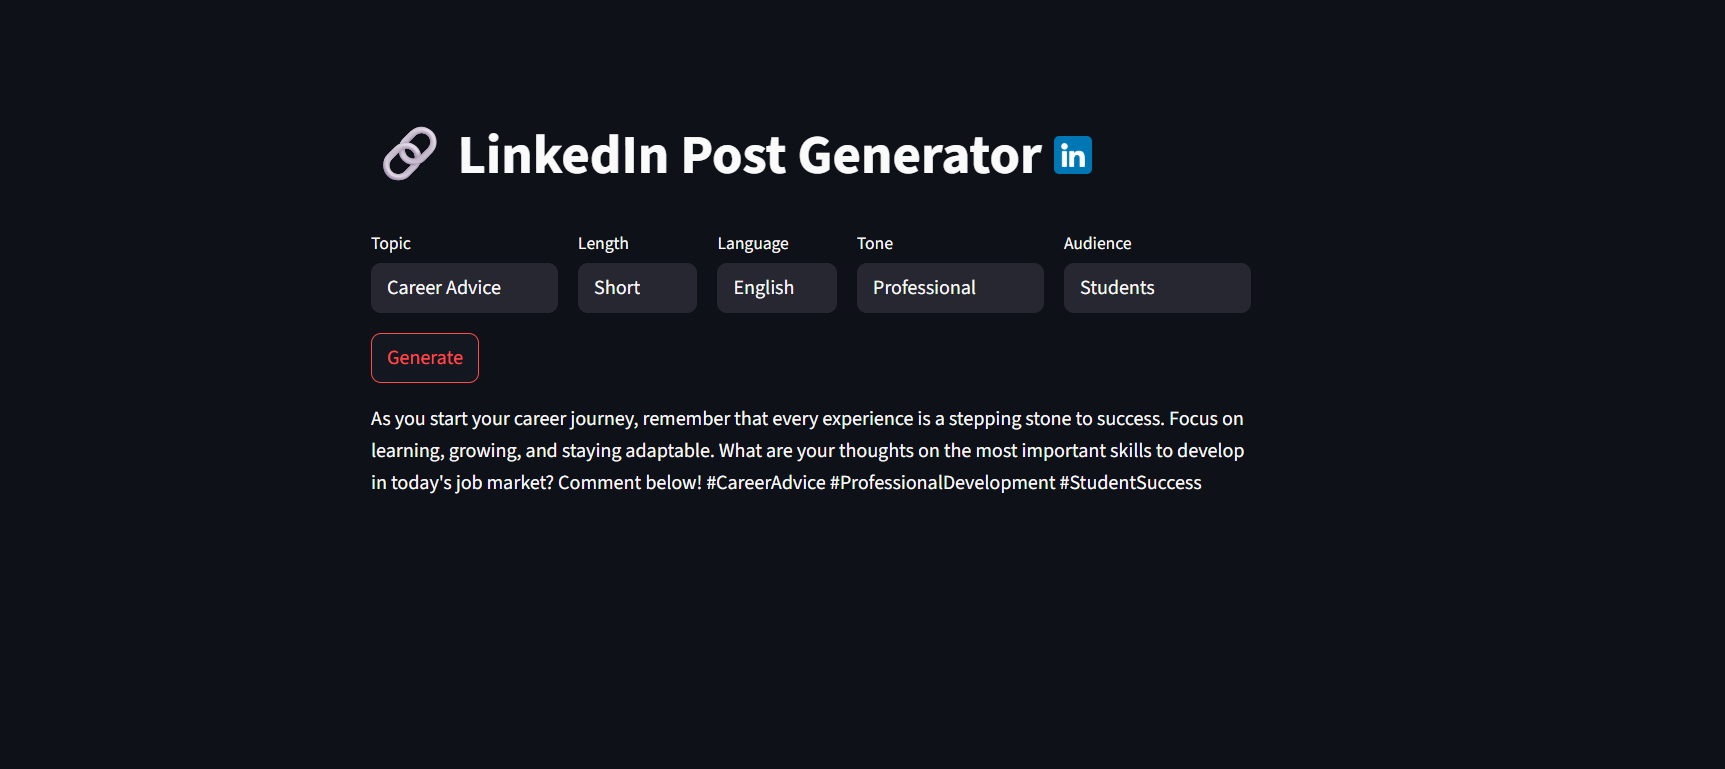 LinkedIn Post Generator in
Topic Length Language Tone Audience
Career Advice Short English Professional Students
Generate
As you start your career journey, remember that every experience is a stepping stone to success. Focus on
learning, growing, and staying adaptable. What are your thoughts on the most important skills to develop
in today's job market? Comment below! #CareerAdvice #ProfessionalDevelopment #StudentSuccess